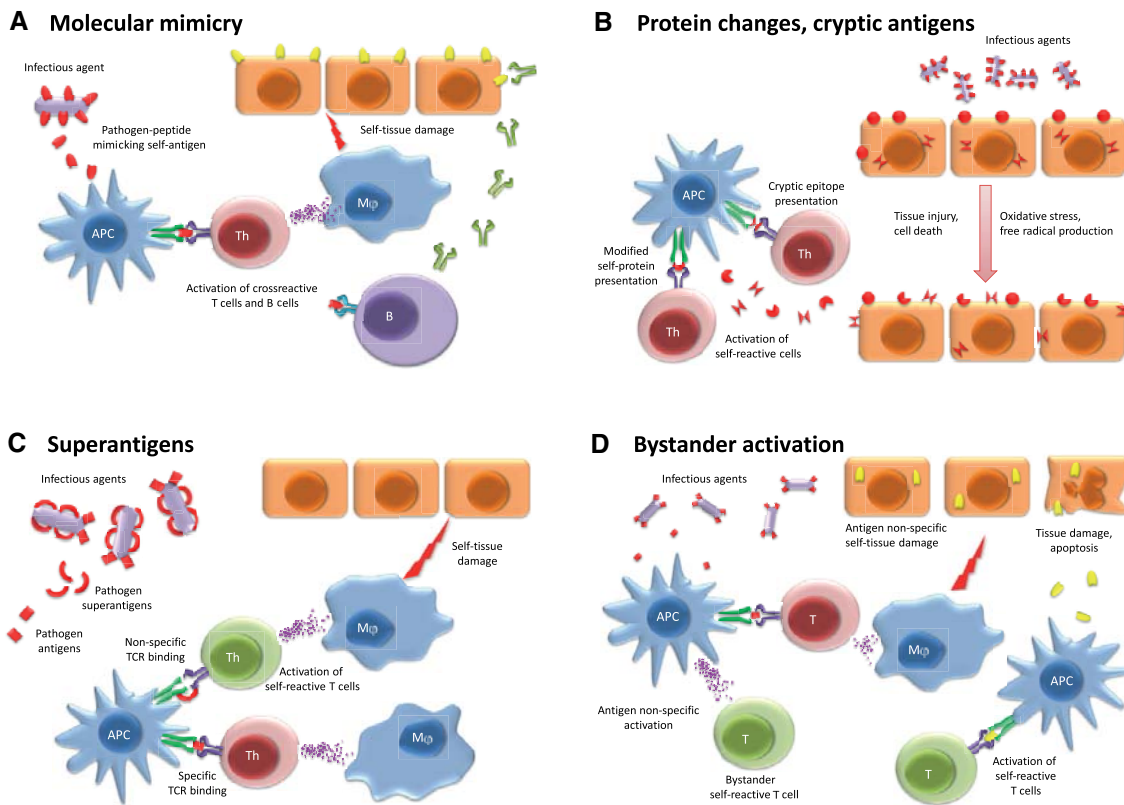 A Molecular mimicry
Infectious agent
Pathogen-peptide
mimicking self-antigen
Self-tissue damage
APC
Th
Mφ
Activation of crossreactive
T cells and B cells
B
B Protein changes, cryptic antigens
Infectious agents
APC
Cryptic epitope
presentation
Th
Modified
self-protein
presentation
Th
Activation of
self-reactive cells
Tissue injury,
cell death
Oxidative stress,
free radical production
C Superantigens
Infectious agents
Pathogen
superantigens
Pathogen
antigens
Self-tissue
damage
Non-specific
TCR binding
Th
Mφ
Activation of
self-reactive T cells
APC
Th
Mφ
Specific
TCR binding
D Bystander activation
Infectious agents
Antigen non-specific
self-tissue damage
Tissue damage,
apoptosis
APC
T
Mφ
APC
Antigen non-specific
activation
T
Bystander
self-reactive T cell
T
Activation of
self-reactive
T cells